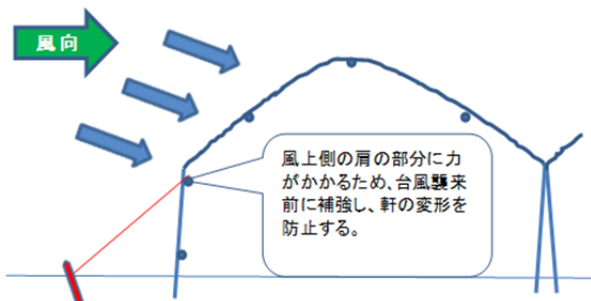 風向
風上側の肩の部分に力
がかかるため、台風襲来
前に補強し、軒の変形を
防止する。